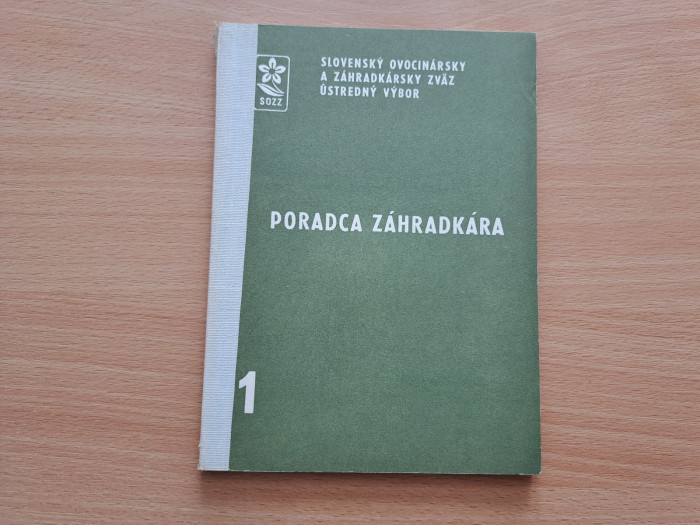 SOZZ
SLOVENSKÝ OVOCINÁRSKY
A ZÁHRADKÁRSKY ZVÄZ
ÚSTREDNÝ VÝBOR
PORADCA ZÁHRADKÁRA
1